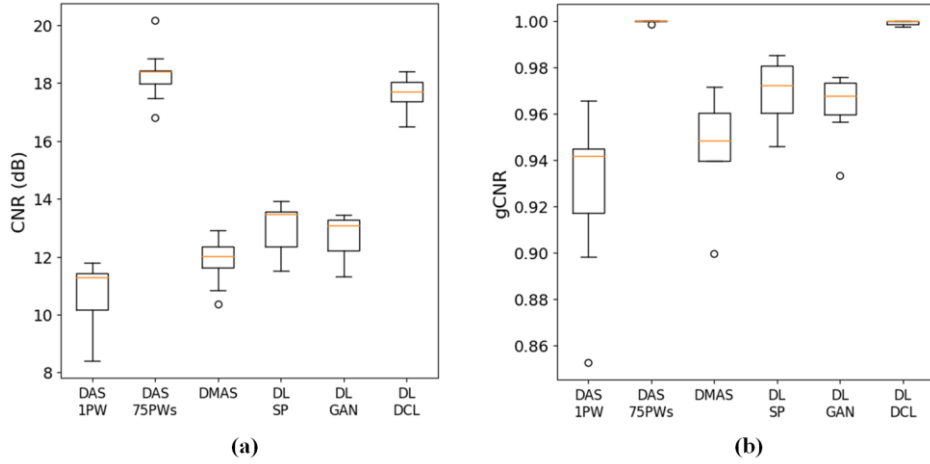 CNR (dB)
20
18
16
14
12
10
8
DAS
1PW
DAS
75PWs
DMAS
DL
SP
DL
GAN
DL
DCL
(a)
gCNR
1.00
0.98
0.96
0.94
0.92
0.90
0.88
0.86
DAS
1PW
DAS
75PWs
DMAS
DL
SP
DL
GAN
DL
DCL
(b)